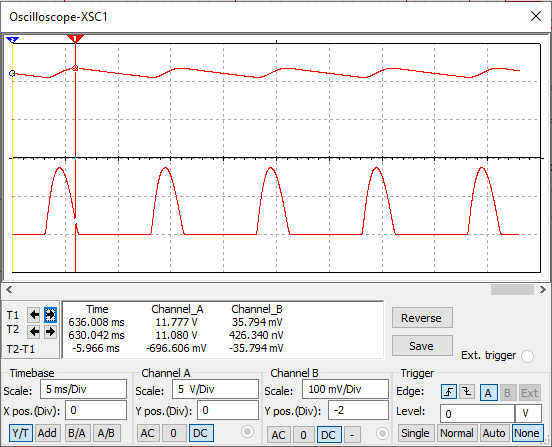 Oscilloscope-XSC1
2 1
T1
T2
T2-T1
Time Channel_A Channel_B
636.008 ms 11.777 V 35.794 mV
630.042 ms 11.080 V 426.340 nV
-5.966 ms -696.606 mV -35.794 mV
Reverse
Save
Ext. trigger
Timebase
Scale: 5 ms/Div
X pos.(Div): 0
Y/T Add B/A A/B
Channel A
Scale: 5 V/Div
Y pos.(Div): 0
AC 0 DC
Channel B
Scale: 100 mV/Div
Y pos.(Div): -2
AC 0 DC -
Trigger
Edge: A B Ext
Level: 0 V
Single Normal Auto None